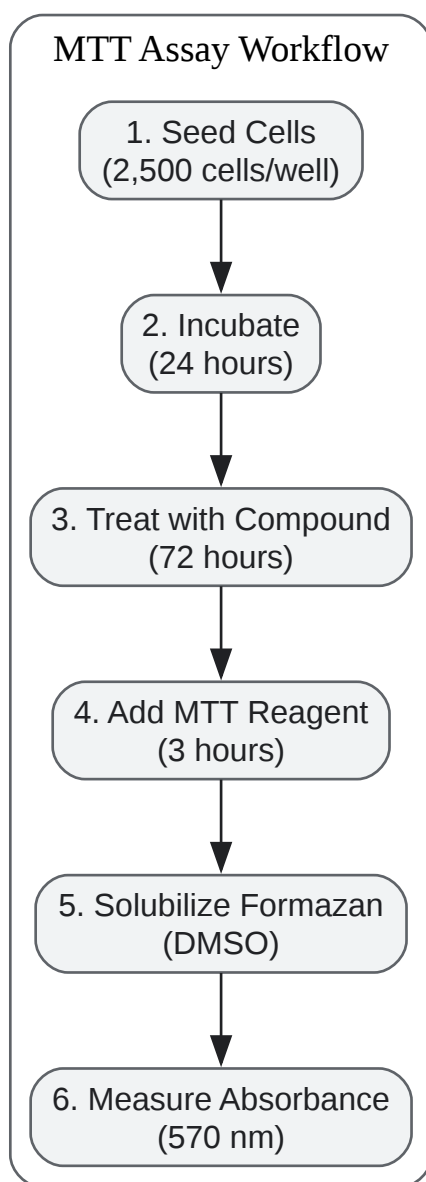 MTT Assay Workflow
1. Seed Cells
(2,500 cells/well)
2. Incubate
(24 hours)
3. Treat with Compound
(72 hours)
4. Add MTT Reagent
(3 hours)
5. Solubilize Formazan
(DMSO)
6. Measure Absorbance
(570 nm)